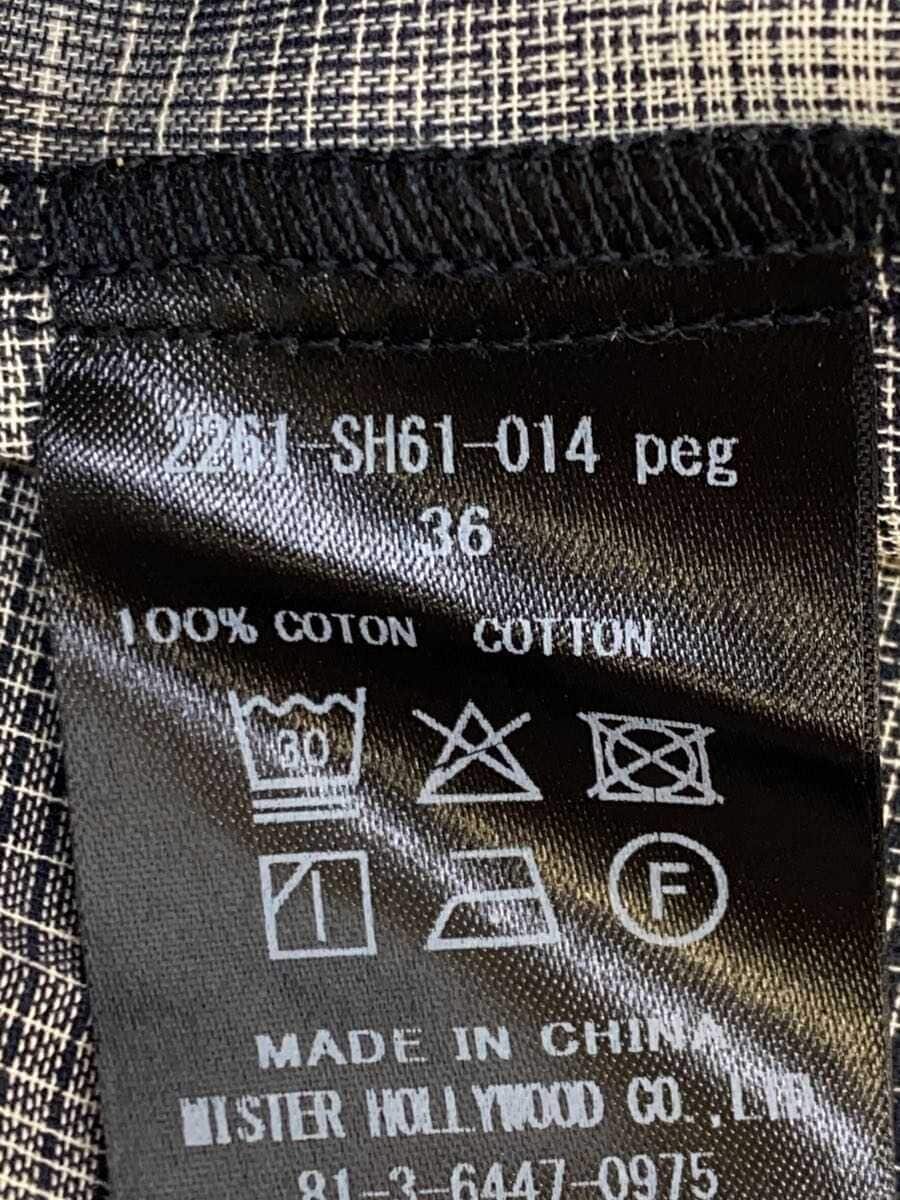 2261-SH61-014 peg
36
100% COTON COTTON
30
F
MADE IN CHINA
MISTER HOLLYWOOD CO.,LTD.
81-3-6447-0975